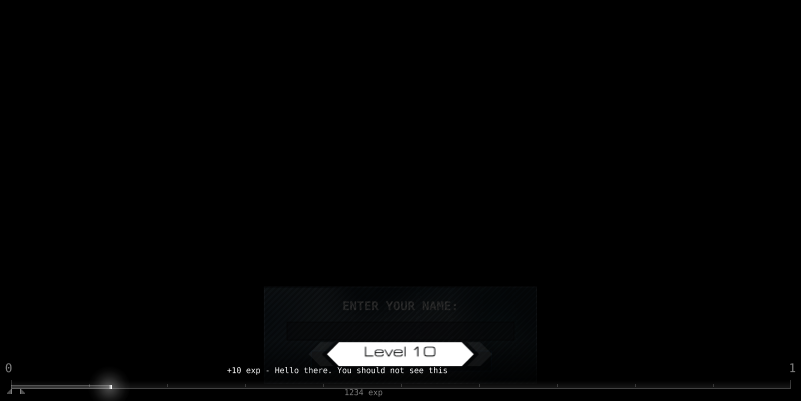 ENTER YOUR NAME:
Level 10
0
1
+10 exp - Hello there. You should not see this
1234 exp